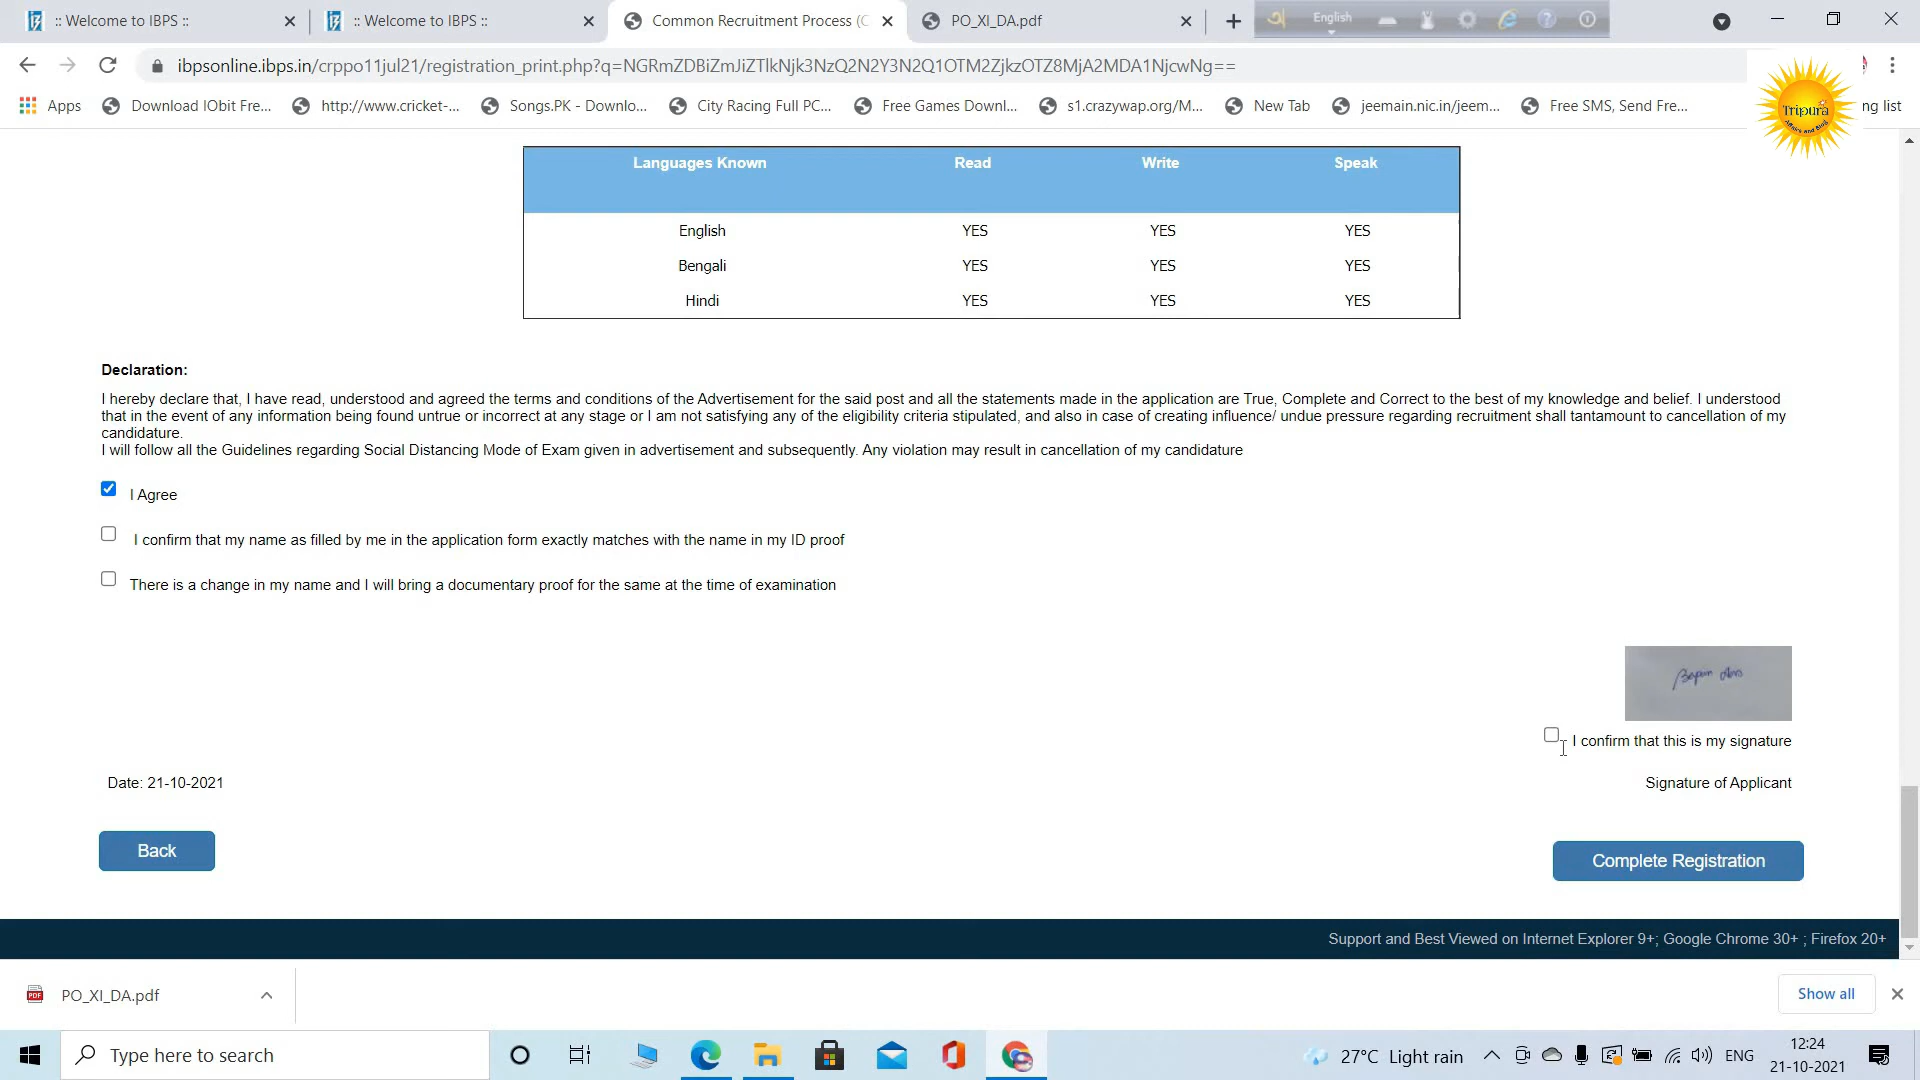 :: Welcome to IBPS ::
:: Welcome to IBPS ::
Common Recruitment Process (C
PO_XI_DA.pdf
English
ibpsonline.ibps.in/crppo11jul21/registration_print.php?q=NGRmZDBiZmJiZTlkNjk3NzQ2N2Y3N2Q1OTM2ZjkzOTZ8MjA2MDA1NjcwNg==
Apps
Download IObit Fre...
http://www.cricket-...
Songs.PK - Downlo...
City Racing Full PC...
Free Games Downl...
s1.crazywap.org/M...
New Tab
jeemain.nic.in/jeem...
Free SMS, Send Fre...
ng list
Tripura
Affairs and Blog
Languages Known Read Write Speak
English YES YES YES
Bengali YES YES YES
Hindi YES YES YES
Declaration:
I hereby declare that, I have read, understood and agreed the terms and conditions of the Advertisement for the said post and all the statements made in the application are True, Complete and Correct to the best of my knowledge and belief. I understood
that in the event of any information being found untrue or incorrect at any stage or I am not satisfying any of the eligibility criteria stipulated, and also in case of creating influence/ undue pressure regarding recruitment shall tantamount to cancellation of my
candidature.
I will follow all the Guidelines regarding Social Distancing Mode of Exam given in advertisement and subsequently. Any violation may result in cancellation of my candidature
I Agree
I confirm that my name as filled by me in the application form exactly matches with the name in my ID proof
There is a change in my name and I will bring a documentary proof for the same at the time of examination
I confirm that this is my signature
Date: 21-10-2021
Signature of Applicant
Back
Complete Registration
Support and Best Viewed on Internet Explorer 9+; Google Chrome 30+ ; Firefox 20+
PO_XI_DA.pdf
Show all
Type here to search
27°C Light rain
ENG
12:24
21-10-2021